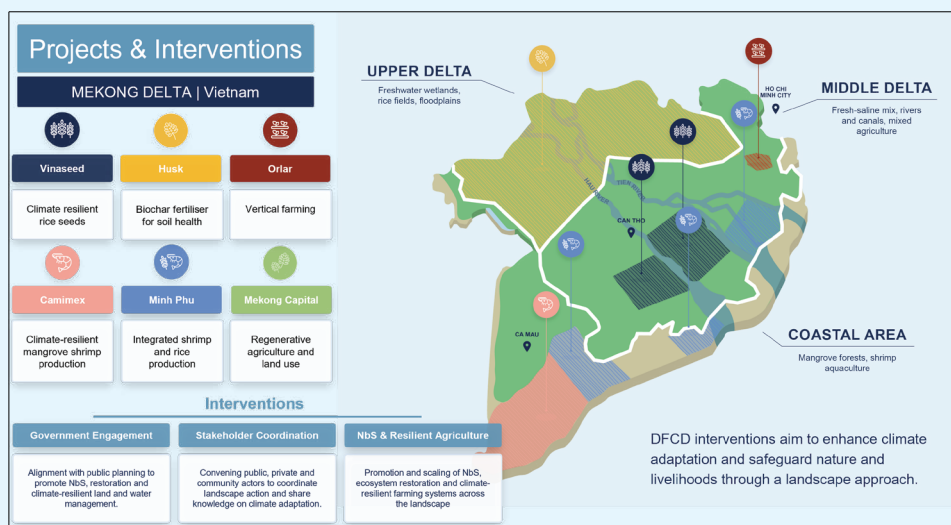 Projects & Interventions
MEKONG DELTA | Vietnam
Vinaseed
Husk
Orlar
Climate resilient
rice seeds
Biochar fertiliser
for soil health
Vertical farming
Camimex
Minh Phu
Mekong Capital
Climate-resilient
mangrove shrimp
production
Integrated shrimp
and rice
production
Regenerative
agriculture and
land use
Interventions
Government Engagement
Alignment with public planning to
promote NbS, restoration and
climate-resilient land and water
management.
Stakeholder Coordination
Convening public, private and
community actors to coordinate
landscape action and share
knowledge on climate adaptation.
NbS & Resilient Agriculture
Promotion and scaling of NbS,
ecosystem restoration and climate-
resilient farming systems across
the landscape
UPPER DELTA
Freshwater wetlands,
rice fields, floodplains
HO CHI
MINH CITY
MIDDLE DELTA
Fresh-saline mix, rivers
and canals, mixed
agriculture
HAU RIVER
TIEN RIVER
CAN THO
CA MAU
COASTAL AREA
Mangrove forests, shrimp
aquaculture
DFCD interventions aim to enhance climate
adaptation and safeguard nature and
livelihoods through a landscape approach.